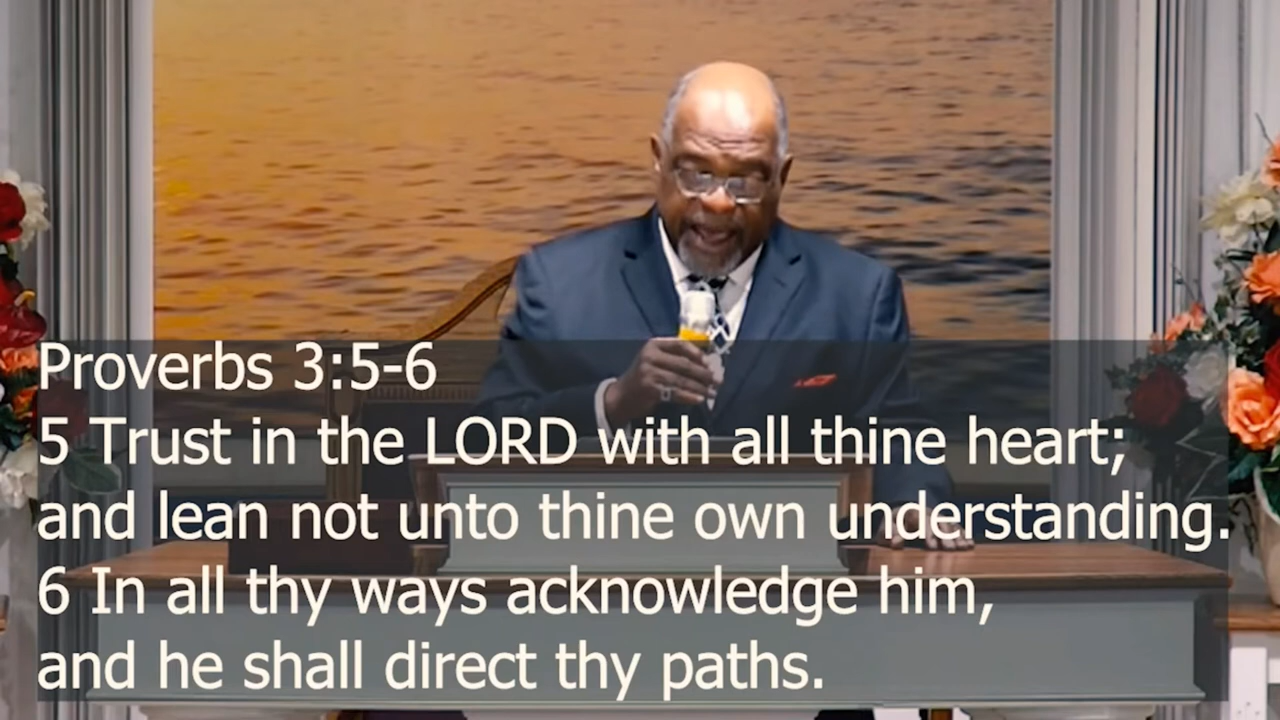 Proverbs 3:5-6
5 Trust in the LORD with all thine heart;
and lean not unto thine own understanding.
6 In all thy ways acknowledge him,
and he shall direct thy paths.